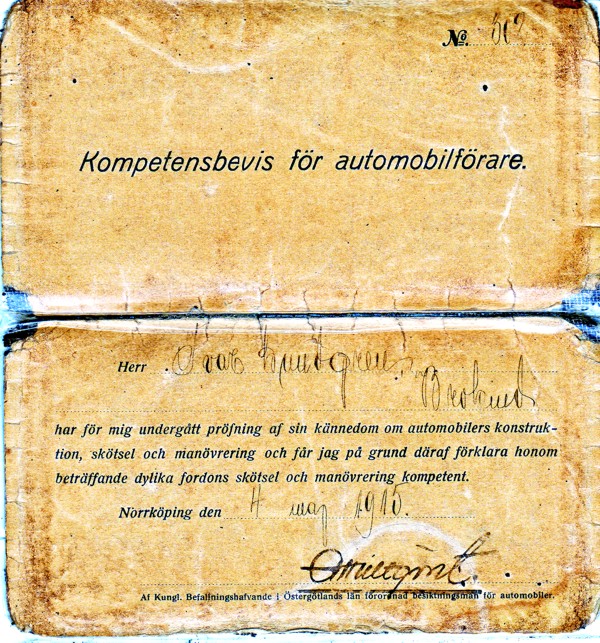 No. 309
Kompetensbevis för automobilförare.
Herr Ivar Lundgren,
har för mig undergått pröfning af sin kännedom om automobilers konstruk-
tion, skötsel och manövrering och får jag på grund däraf förklara honom
beträffande dylika fordons skötsel och manövrering kompetent.
Norrköping den 4 maj 1915.
Af Kungl. Befallningshafvande i Östergötlands län förordnad besiktningsman för automobiler.